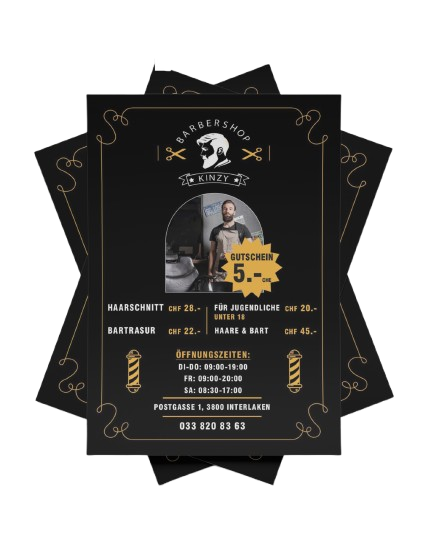 BARBERSHOP
KINZY
GUTSCHEIN
5.- CHF
HAARSCHNITT CHF 28.-
FÜR JUGENDLICHE CHF 20.-
UNTER 18
BARTRASUR CHF 22.-
HAARE & BART CHF 45.-
ÖFFNUNGSZEITEN:
DI-DO: 09:00-19:00
FR: 09:00-20:00
SA: 08:30-17:00
POSTGASSE 1, 3800 INTERLAKEN
033 820 83 63